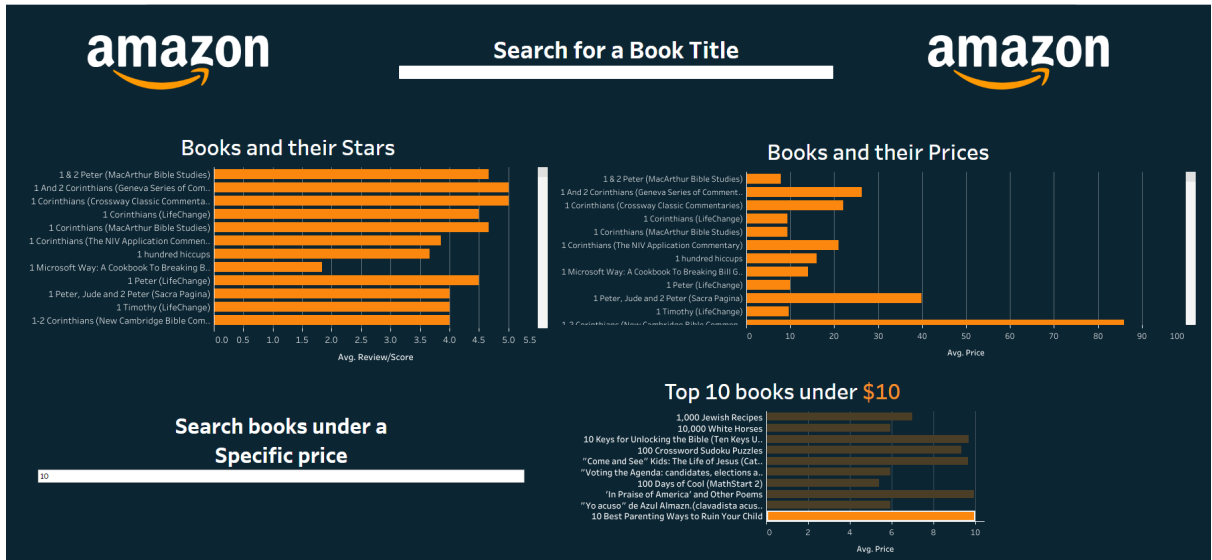 amazon
Search for a Book Title
amazon
Books and their Stars
1 & 2 Peter (MacArthur Bible Studies)
1 And 2 Corinthians (Geneva Series of Com..
1 Corinthians (Crossway Classic Commenta..
1 Corinthians (LifeChange)
1 Corinthians (MacArthur Bible Studies)
1 Corinthians (The NIV Application Commen..
1 hundred hiccups
1 Microsoft Way: A Cookbook To Breaking B..
1 Peter (LifeChange)
1 Peter, Jude and 2 Peter (Sacra Pagina)
1 Timothy (LifeChange)
1-2 Corinthians (New Cambridge Bible Com..
0.0 0.5 1.0 1.5 2.0 2.5 3.0 3.5 4.0 4.5 5.0 5.5
Avg. Review/Score
Books and their Prices
1 & 2 Peter (MacArthur Bible Studies)
1 And 2 Corinthians (Geneva Series of Comment..
1 Corinthians (Crossway Classic Commentaries)
1 Corinthians (LifeChange)
1 Corinthians (MacArthur Bible Studies)
1 Corinthians (The NIV Application Commentary)
1 hundred hiccups
1 Microsoft Way: A Cookbook To Breaking Bill G..
1 Peter (LifeChange)
1 Peter, Jude and 2 Peter (Sacra Pagina)
1 Timothy (LifeChange)
1-2 Corinthians (New Cambridge Bible Commen..
0 10 20 30 40 50 60 70 80 90 100
Avg. Price
Search books under a
Specific price
10
Top 10 books under $10
1,000 Jewish Recipes
10,000 White Horses
10 Keys for Unlocking the Bible (Ten Keys U..
100 Crossword Sudoku Puzzles
"Come and See" Kids: The Life of Jesus (Cat..
"Voting the Agenda: candidates, elections a..
100 Days of Cool (MathStart 2)
'In Praise of America' and Other Poems
"Yo acuso" de Azul Almazn.(clavadista acus..
10 Best Parenting Ways to Ruin Your Child
0 2 4 6 8 10
Avg. Price